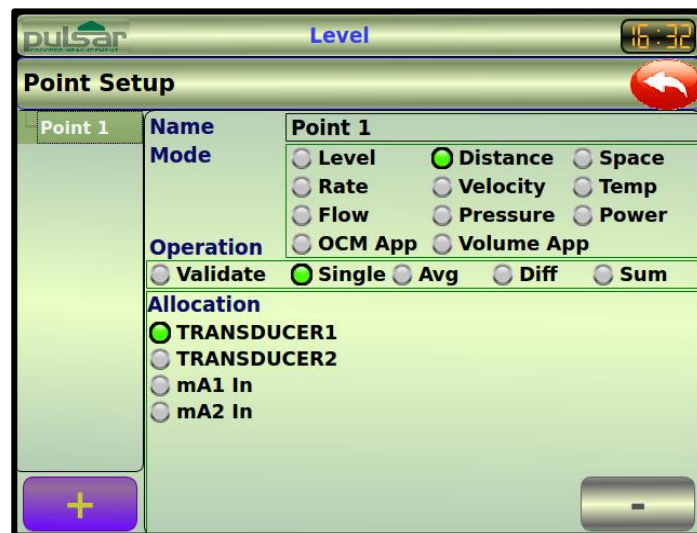 pulsar
Level
16:32
Point Setup
Point 1
Name Point 1
Mode
Level Distance Space
Rate Velocity Temp
Flow Pressure Power
OCM App Volume App
Operation
Validate Single Avg Diff Sum
Allocation
TRANSDUCER1
TRANSDUCER2
mA1 In
mA2 In
+ -